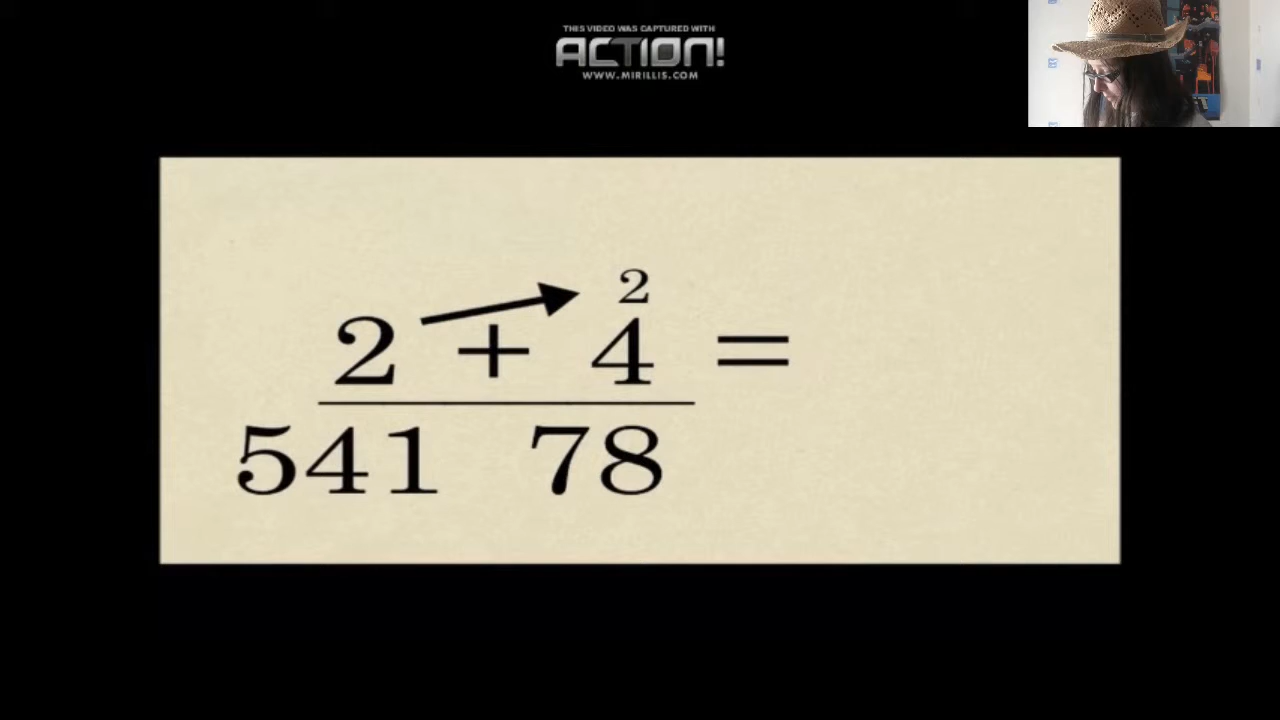 THIS VIDEO WAS CAPTURED WITH
ACTION!
WWW.MIRILLIS.COM
2
2 + 4 =
541 78